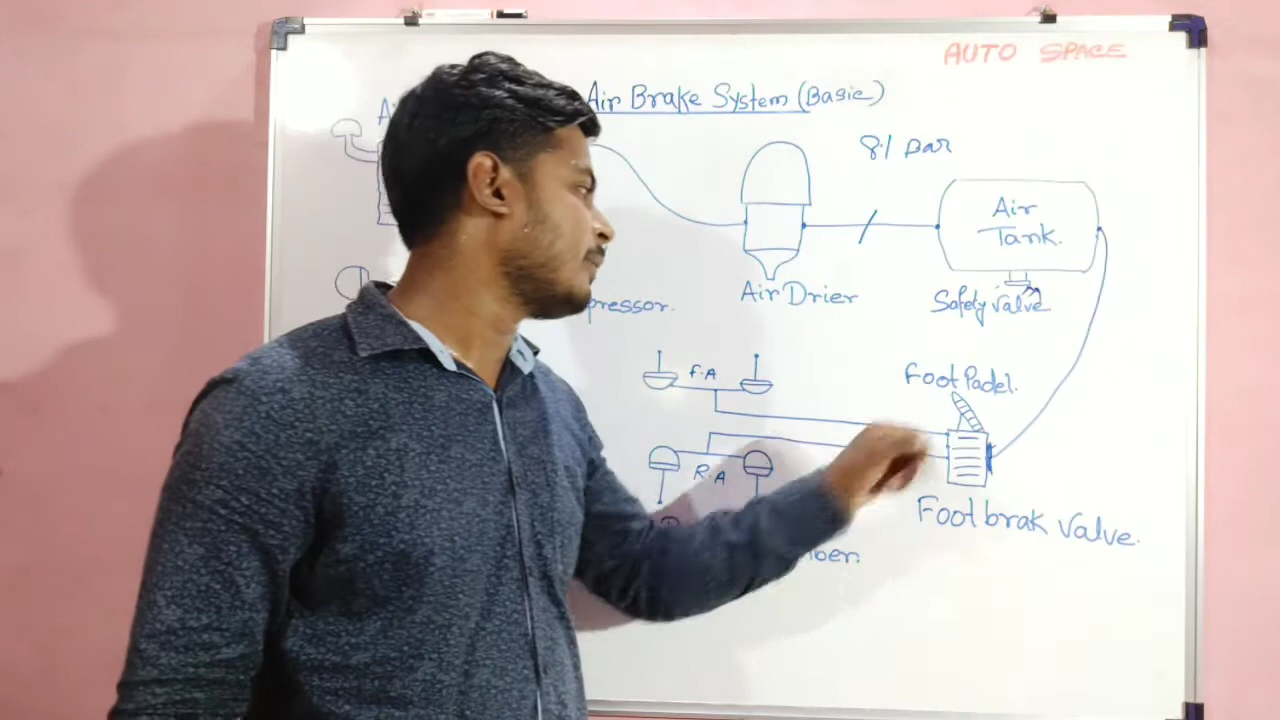 AUTO SPACE
Air Brake System (Basic)
8.1 Bar
Air
Tank.
Air Drier
Safety Valve
pressor.
Foot Padel.
F.A
R.A
Foot brak Valve.
ber.